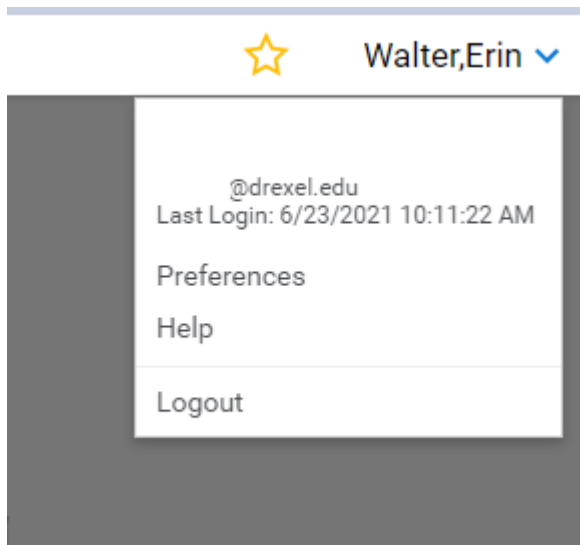 Walter,Erin
@drexel.edu
Last Login: 6/23/2021 10:11:22 AM
Preferences
Help
Logout